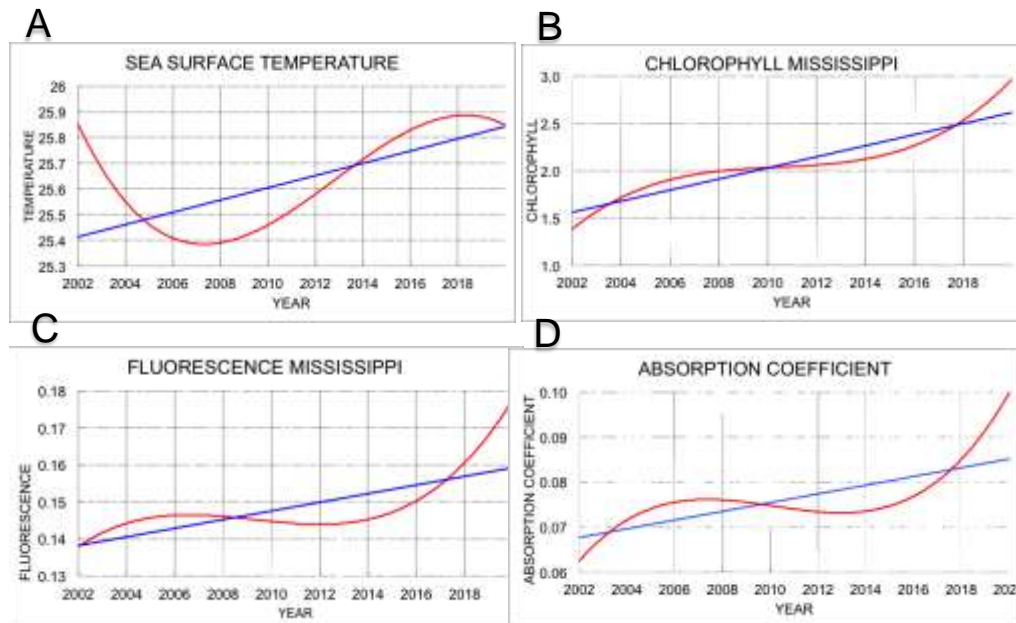 A
SEA SURFACE TEMPERATURE
TEMPERATURE
26
25.9
25.8
25.7
25.6
25.5
25.4
25.3
2002 2004 2006 2008 2010 2012 2014 2016 2018
YEAR
B
CHLOROPHYLL MISSISSIPPI
CHLOROPHYLL
3.0
2.5
2.0
1.5
1.0
2002 2004 2006 2008 2010 2012 2014 2016 2018
YEAR
C
FLUORESCENCE MISSISSIPPI
FLUORESCENCE
0.18
0.17
0.16
0.15
0.14
0.13
2002 2004 2006 2008 2010 2012 2014 2016 2018
YEAR
D
ABSORPTION COEFFICIENT
ABSORPTION COEFFICIENT
0.10
0.09
0.08
0.07
0.06
2002 2004 2006 2008 2010 2012 2014 2016 2018 202
YEAR